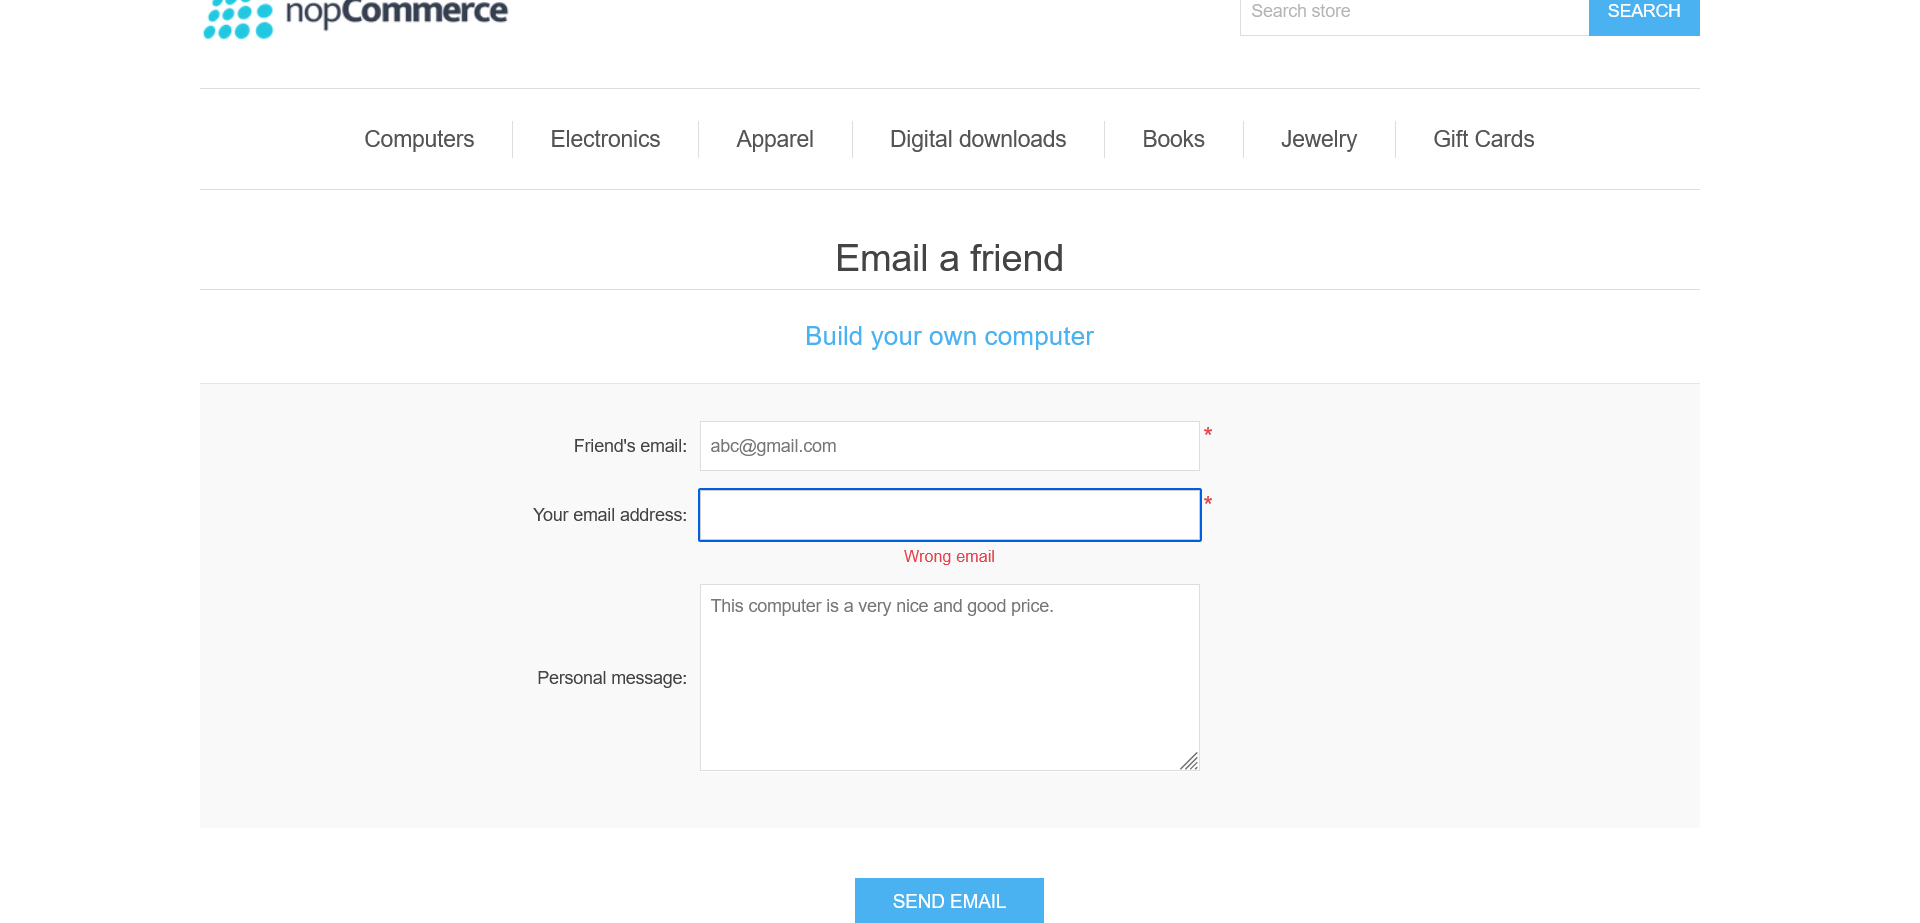 nopCommerce
Search store
SEARCH
Computers
Electronics
Apparel
Digital downloads
Books
Jewelry
Gift Cards
Email a friend
Build your own computer
Friend's email:
abc@gmail.com
*
Your email address:
*
Wrong email
Personal message:
This computer is a very nice and good price.
SEND EMAIL